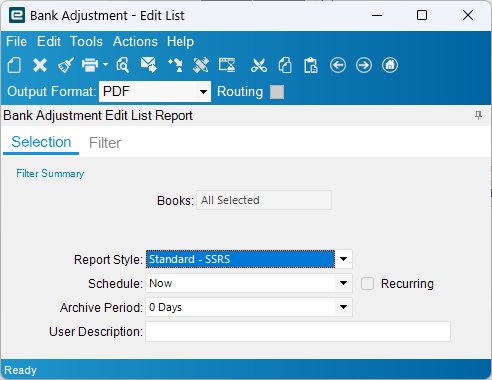 Bank Adjustment - Edit List
File Edit Tools Actions Help
Output Format: PDF Routing
Bank Adjustment Edit List Report
Selection Filter
Filter Summary
Books: All Selected
Report Style: Standard - SSRS
Schedule: Now Recurring
Archive Period: 0 Days
User Description:
Ready